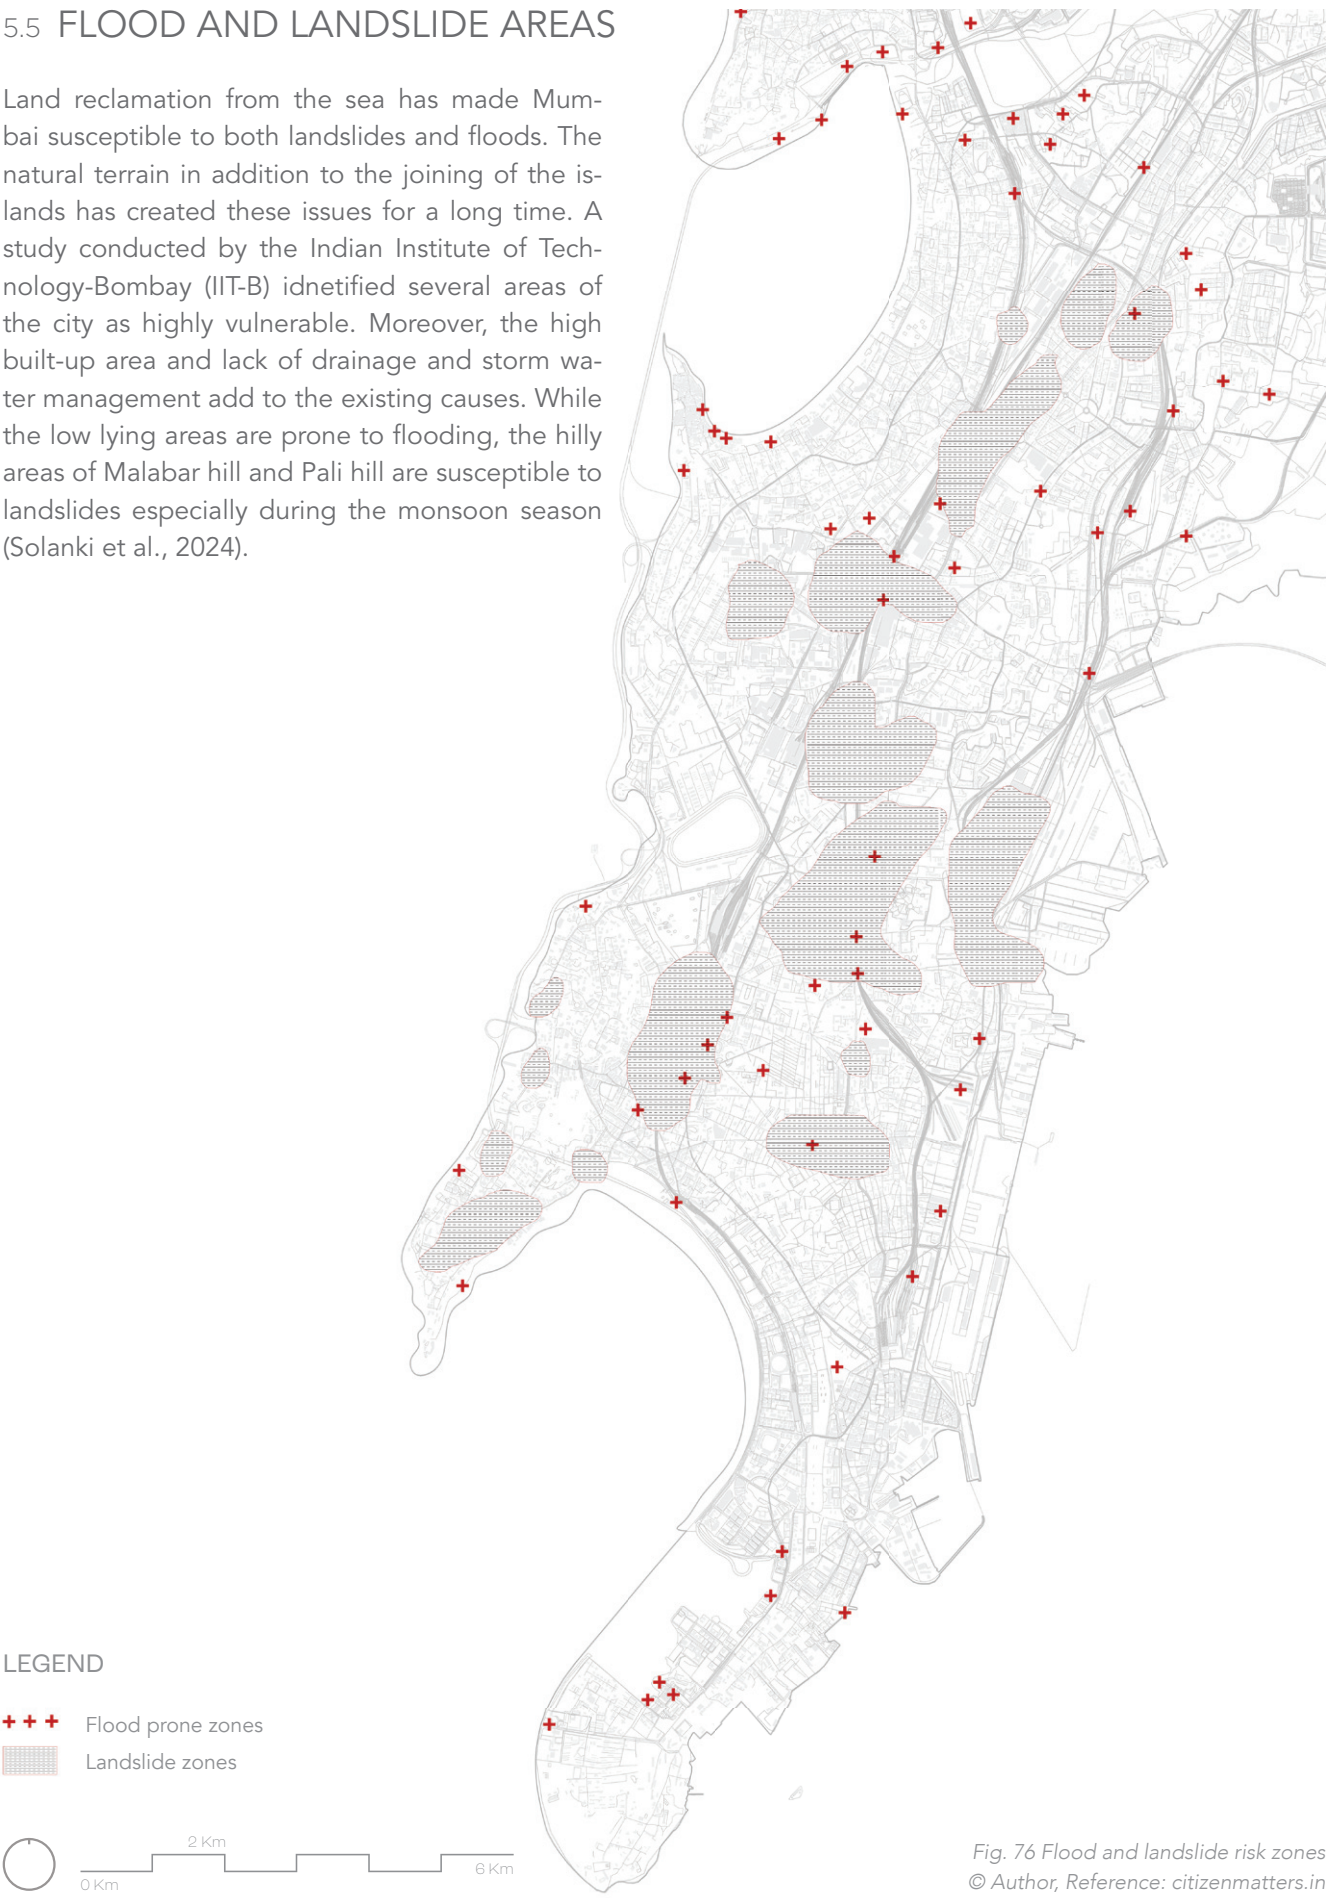 5.5 FLOOD AND LANDSLIDE AREAS
Land reclamation from the sea has made Mum-
bai susceptible to both landslides and floods. The
natural terrain in addition to the joining of the is-
lands has created these issues for a long time. A
study conducted by the Indian Institute of Tech-
nology-Bombay (IIT-B) idnetified several areas of
the city as highly vulnerable. Moreover, the high
built-up area and lack of drainage and storm wa-
ter management add to the existing causes. While
the low lying areas are prone to flooding, the hilly
areas of Malabar hill and Pali hill are susceptible to
landslides especially during the monsoon season
(Solanki et al., 2024).
LEGEND
Flood prone zones
Landslide zones
0 Km
2 Km
6 Km
Fig. 76 Flood and landslide risk zones
© Author, Reference: citizenmatters.in